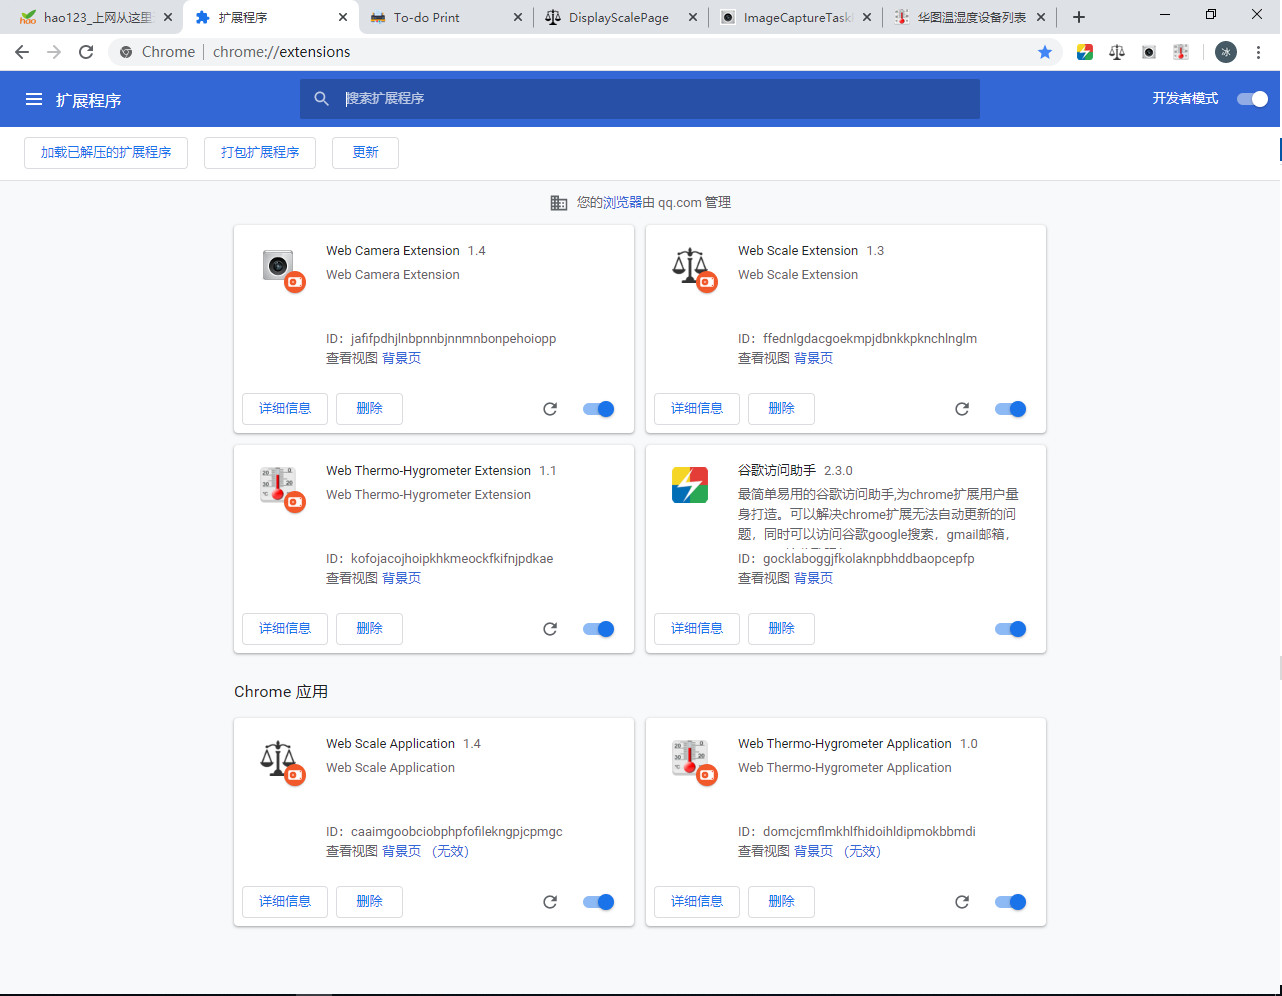 hao123_上网从这里
扩展程序
To-do Print
DisplayScalePage
ImageCaptureTask
华图温湿度设备列表
Chrome
chrome://extensions
冰
扩展程序
搜索扩展程序
开发者模式
加载已解压的扩展程序
打包扩展程序
更新
您的浏览器由 qq.com 管理
Web Camera Extension 1.4
Web Camera Extension
ID: jafifpdhjlnbpnnbjnnmnbonpehoiopp
查看视图 背景页
详细信息
删除
Web Scale Extension 1.3
Web Scale Extension
ID: ffednlgdacgoekmpjdbnkkpknchlnglm
查看视图 背景页
详细信息
删除
Web Thermo-Hygrometer Extension 1.1
Web Thermo-Hygrometer Extension
ID: kofojacojhoipkhkmeockfkifnjpdkae
查看视图 背景页
详细信息
删除
谷歌访问助手 2.3.0
最简单易用的谷歌访问助手,为chrome扩展用户量
身打造。可以解决chrome扩展无法自动更新的问
题，同时可以访问谷歌google搜索，gmail邮箱，
ID: gocklaboggjfkolaknpbhddbaopcepfp
查看视图 背景页
详细信息
删除
Chrome 应用
Web Scale Application 1.4
Web Scale Application
ID: caaimgoobciobphpfofilekngpjcpmgc
查看视图 背景页 （无效）
详细信息
删除
Web Thermo-Hygrometer Application 1.0
Web Thermo-Hygrometer Application
ID: domcjcmflmkhlfhidoihldipmokbbmdi
查看视图 背景页 （无效）
详细信息
删除